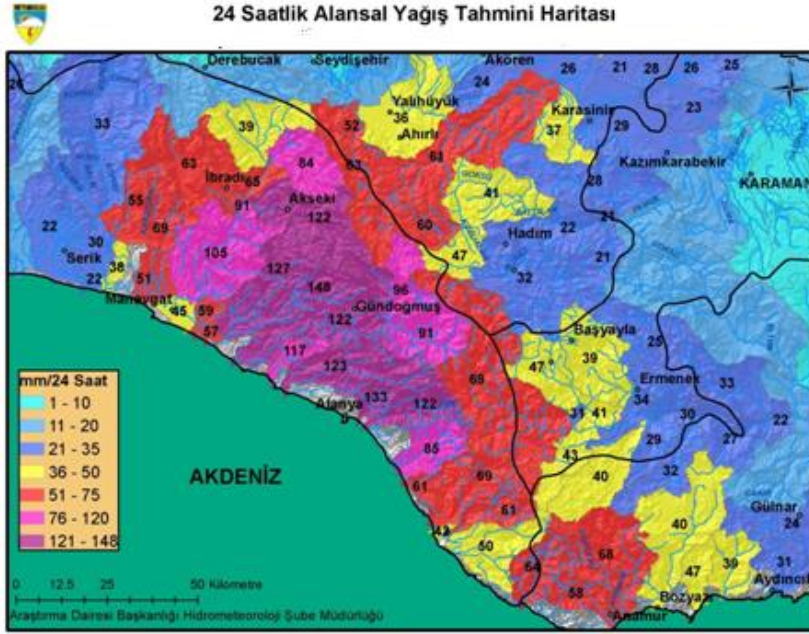 24 Saatlik Alansal Yağış Tahmini Haritası
Derebucak
Seydişehir
Akören
26
21
28
26
25
24
33
39
52
Yalıhüyük
36
Ahırlı
Karasinir
37
29
23
63
84
63
61
Kazımkarabekir
İbradı
65
41
28
KARAMAN
55
91
Akseki
122
69
60
22
21
22
30
Serik
105
Hadım
47
21
22
38
51
127
32
Manavgat
148
96
45
59
Gündoğmuş
57
122
91
Başyayla
117
25
47
39
123
69
Ermenek
33
mm/24 Saat
1 - 10
11 - 20
21 - 35
36 - 50
51 - 75
76 - 120
121 - 148
34
133
122
31
41
30
22
Alanya
85
29
27
43
AKDENİZ
69
40
32
61
61
Gülnar
40
24
42
50
68
64
47
39
31
Aydıncık
58
Bozyazı
Anamur
0 12.5 25 50 Kilometre
Araştırma Dairesi Başkanlığı Hidrometeoroloji Şube Müdürlüğü